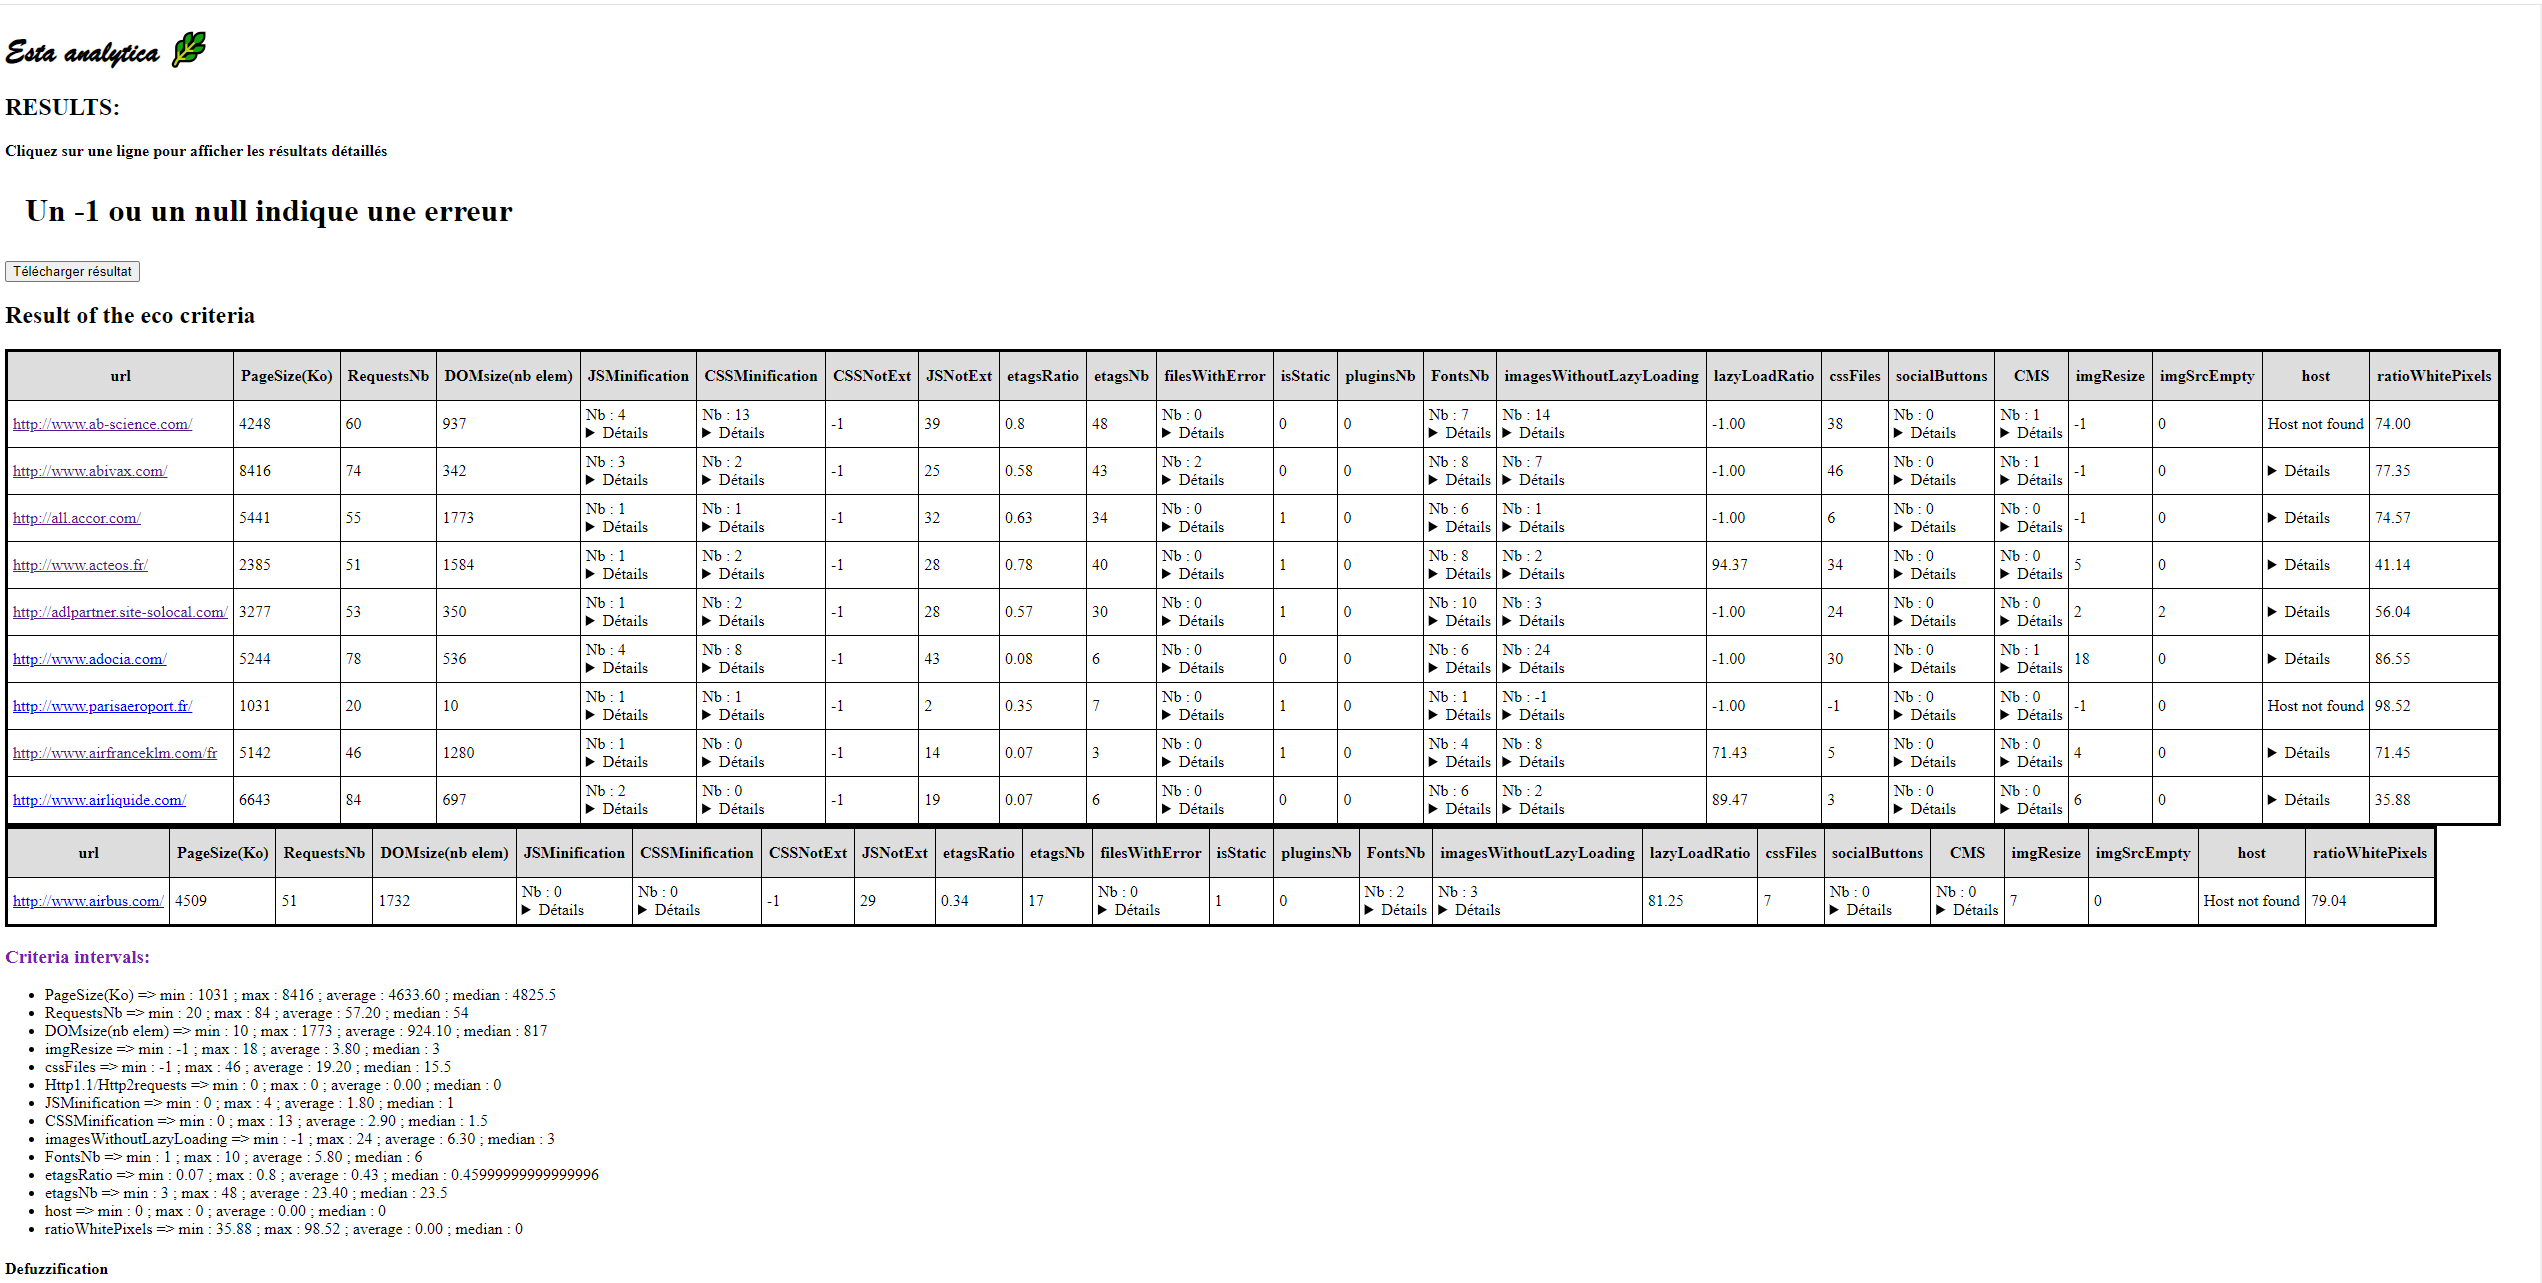 Esta analytica
RESULTS:
Cliquez sur une ligne pour afficher les résultats détaillés
Un -1 ou un null indique une erreur
Télécharger résultat
Result of the eco criteria
url PageSize(Ko) RequestsNb DOMsize(nb elem) JSMinification CSSMinification CSSNotExt JSNotExt etagsRatio etagsNb filesWithError isStatic pluginsNb FontsNb imagesWithoutLazyLoading lazyLoadRatio cssFiles socialButtons CMS imgResize imgSrcEmpty host ratioWhitePixels
http://www.ab-science.com/ 4248 60 937 Nb : 4 ▶ Détails Nb : 13 ▶ Détails -1 39 0.8 48 Nb : 0 ▶ Détails 0 0 Nb : 7 ▶ Détails Nb : 14 ▶ Détails -1.00 38 Nb : 0 ▶ Détails Nb : 1 ▶ Détails -1 0 Host not found 74.00
http://www.abivax.com/ 8416 74 342 Nb : 3 ▶ Détails Nb : 2 ▶ Détails -1 25 0.58 43 Nb : 2 ▶ Détails 0 0 Nb : 8 ▶ Détails Nb : 7 ▶ Détails -1.00 46 Nb : 0 ▶ Détails Nb : 1 ▶ Détails -1 0 ▶ Détails 77.35
http://all.accor.com/ 5441 55 1773 Nb : 1 ▶ Détails Nb : 1 ▶ Détails -1 32 0.63 34 Nb : 0 ▶ Détails 1 0 Nb : 6 ▶ Détails Nb : 1 ▶ Détails -1.00 6 Nb : 0 ▶ Détails Nb : 0 ▶ Détails -1 0 ▶ Détails 74.57
http://www.acteos.fr/ 2385 51 1584 Nb : 1 ▶ Détails Nb : 2 ▶ Détails -1 28 0.78 40 Nb : 0 ▶ Détails 1 0 Nb : 8 ▶ Détails Nb : 2 ▶ Détails 94.37 34 Nb : 0 ▶ Détails Nb : 0 ▶ Détails 5 0 ▶ Détails 41.14
http://adlpartner.site-solocal.com/ 3277 53 350 Nb : 1 ▶ Détails Nb : 2 ▶ Détails -1 28 0.57 30 Nb : 0 ▶ Détails 1 0 Nb : 10 ▶ Détails Nb : 3 ▶ Détails -1.00 24 Nb : 0 ▶ Détails Nb : 0 ▶ Détails 2 2 ▶ Détails 56.04
http://www.adocia.com/ 5244 78 536 Nb : 4 ▶ Détails Nb : 8 ▶ Détails -1 43 0.08 6 Nb : 0 ▶ Détails 0 0 Nb : 6 ▶ Détails Nb : 24 ▶ Détails -1.00 30 Nb : 0 ▶ Détails Nb : 1 ▶ Détails 18 0 ▶ Détails 86.55
http://www.parisaeroport.fr/ 1031 20 10 Nb : 1 ▶ Détails Nb : 1 ▶ Détails -1 2 0.35 7 Nb : 0 ▶ Détails 1 0 Nb : 1 ▶ Détails Nb : -1 ▶ Détails -1.00 -1 Nb : 0 ▶ Détails Nb : 0 ▶ Détails -1 0 Host not found 98.52
http://www.airfranceklm.com/fr 5142 46 1280 Nb : 1 ▶ Détails Nb : 0 ▶ Détails -1 14 0.07 3 Nb : 0 ▶ Détails 1 0 Nb : 4 ▶ Détails Nb : 8 ▶ Détails 71.43 5 Nb : 0 ▶ Détails Nb : 0 ▶ Détails 4 0 ▶ Détails 71.45
http://www.airliquide.com/ 6643 84 697 Nb : 2 ▶ Détails Nb : 0 ▶ Détails -1 19 0.07 6 Nb : 0 ▶ Détails 0 0 Nb : 6 ▶ Détails Nb : 2 ▶ Détails 89.47 3 Nb : 0 ▶ Détails Nb : 0 ▶ Détails 6 0 ▶ Détails 35.88
url PageSize(Ko) RequestsNb DOMsize(nb elem) JSMinification CSSMinification CSSNotExt JSNotExt etagsRatio etagsNb filesWithError isStatic pluginsNb FontsNb imagesWithoutLazyLoading lazyLoadRatio cssFiles socialButtons CMS imgResize imgSrcEmpty host ratioWhitePixels
http://www.airbus.com/ 4509 51 1732 Nb : 0 ▶ Détails Nb : 0 ▶ Détails -1 29 0.34 17 Nb : 0 ▶ Détails 1 0 Nb : 2 ▶ Détails Nb : 3 ▶ Détails 81.25 7 Nb : 0 ▶ Détails Nb : 0 ▶ Détails 7 0 Host not found 79.04
Criteria intervals:
• PageSize(Ko) => min : 1031 ; max : 8416 ; average : 4633.60 ; median : 4825.5
• RequestsNb => min : 20 ; max : 84 ; average : 57.20 ; median : 54
• DOMsize(nb elem) => min : 10 ; max : 1773 ; average : 924.10 ; median : 817
• imgResize => min : -1 ; max : 18 ; average : 3.80 ; median : 3
• cssFiles => min : -1 ; max : 46 ; average : 19.20 ; median : 15.5
• Http1.1/Http2requests => min : 0 ; max : 0 ; average : 0.00 ; median : 0
• JSMinification => min : 0 ; max : 4 ; average : 1.80 ; median : 1
• CSSMinification => min : 0 ; max : 13 ; average : 2.90 ; median : 1.5
• imagesWithoutLazyLoading => min : -1 ; max : 24 ; average : 6.30 ; median : 3
• FontsNb => min : 1 ; max : 10 ; average : 5.80 ; median : 6
• etagsRatio => min : 0.07 ; max : 0.8 ; average : 0.43 ; median : 0.45999999999999996
• etagsNb => min : 3 ; max : 48 ; average : 23.40 ; median : 23.5
• host => min : 0 ; max : 0 ; average : 0.00 ; median : 0
• ratioWhitePixels => min : 35.88 ; max : 98.52 ; average : 0.00 ; median : 0
Defuzzification